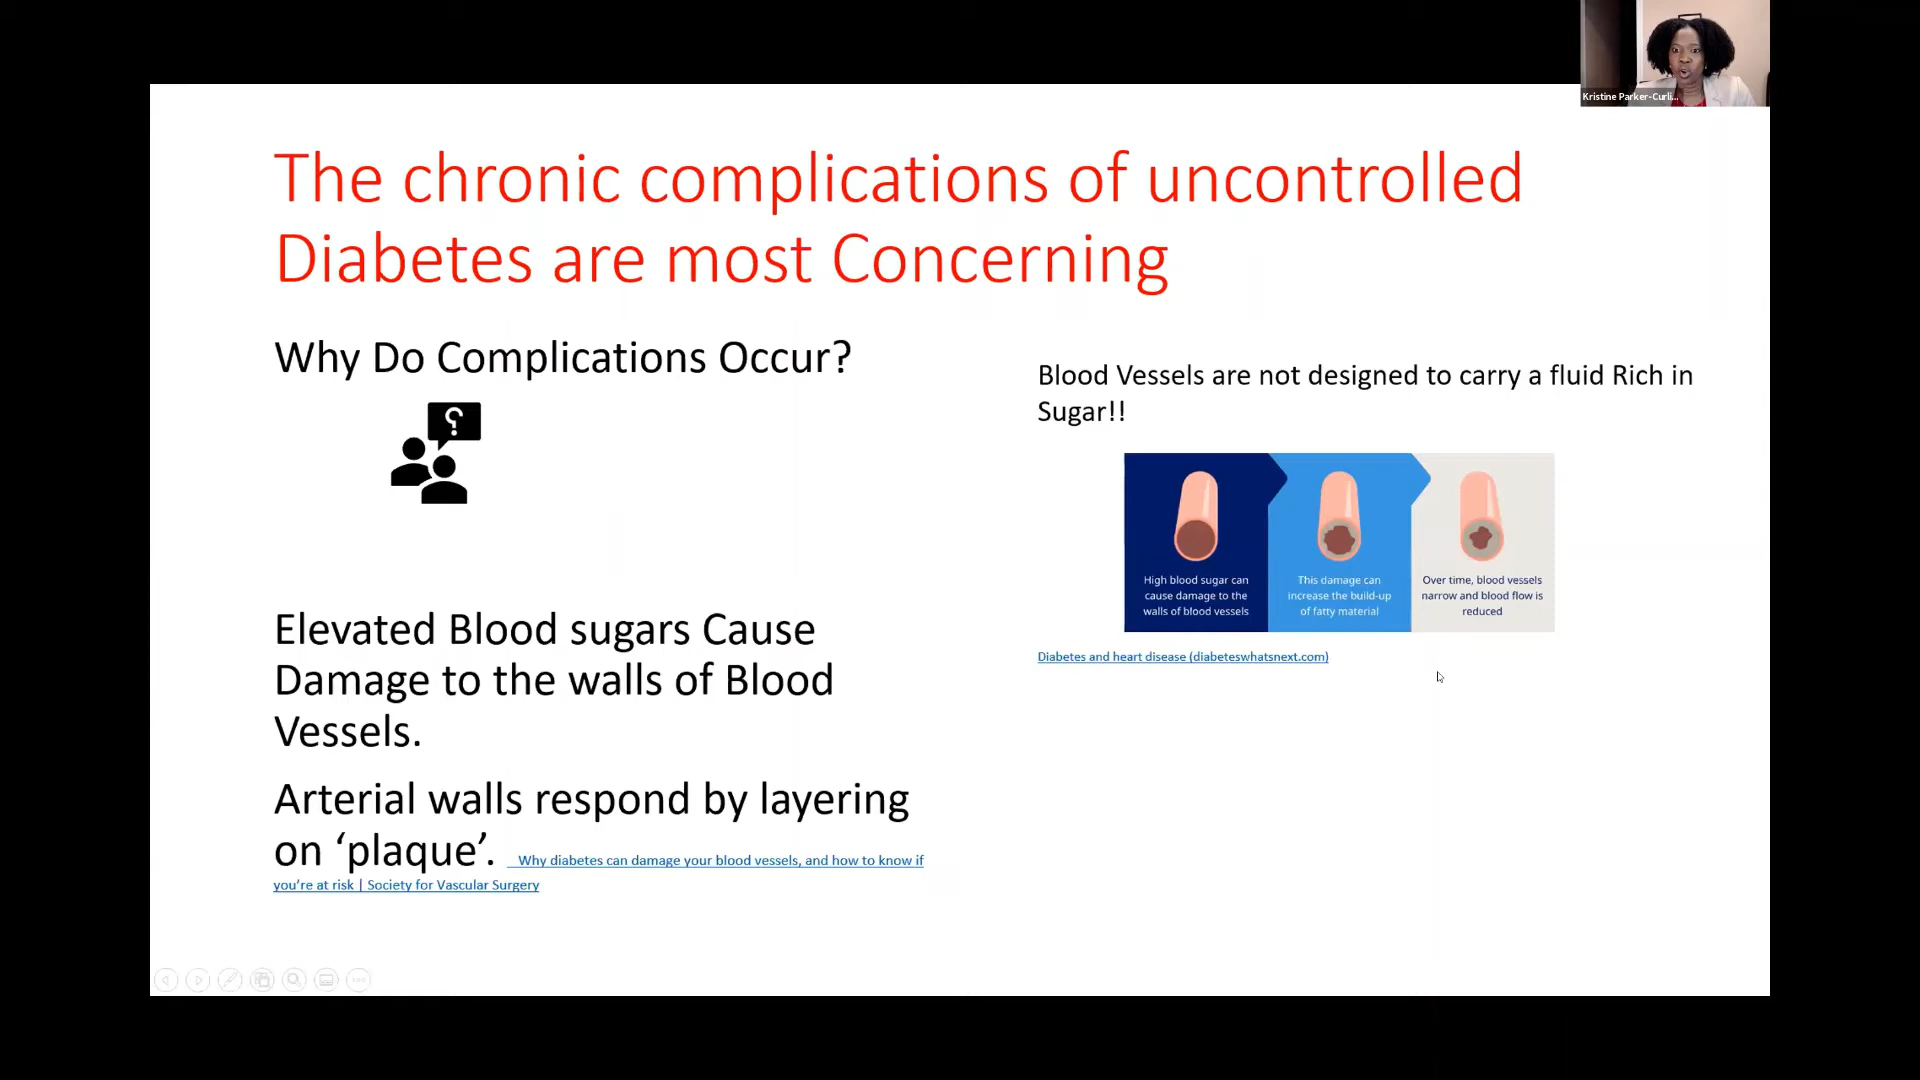 Kristine Parker-Curli...
The chronic complications of uncontrolled
Diabetes are most Concerning
Why Do Complications Occur?
?
Elevated Blood sugars Cause
Damage to the walls of Blood
Vessels.
Arterial walls respond by layering
on ‘plaque’. Why diabetes can damage your blood vessels, and how to know if
you’re at risk | Society for Vascular Surgery
Blood Vessels are not designed to carry a fluid Rich in
Sugar!!
High blood sugar can
cause damage to the
walls of blood vessels
This damage can
increase the build-up
of fatty material
Over time, blood vessels
narrow and blood flow is
reduced
Diabetes and heart disease (diabeteswhatsnext.com)